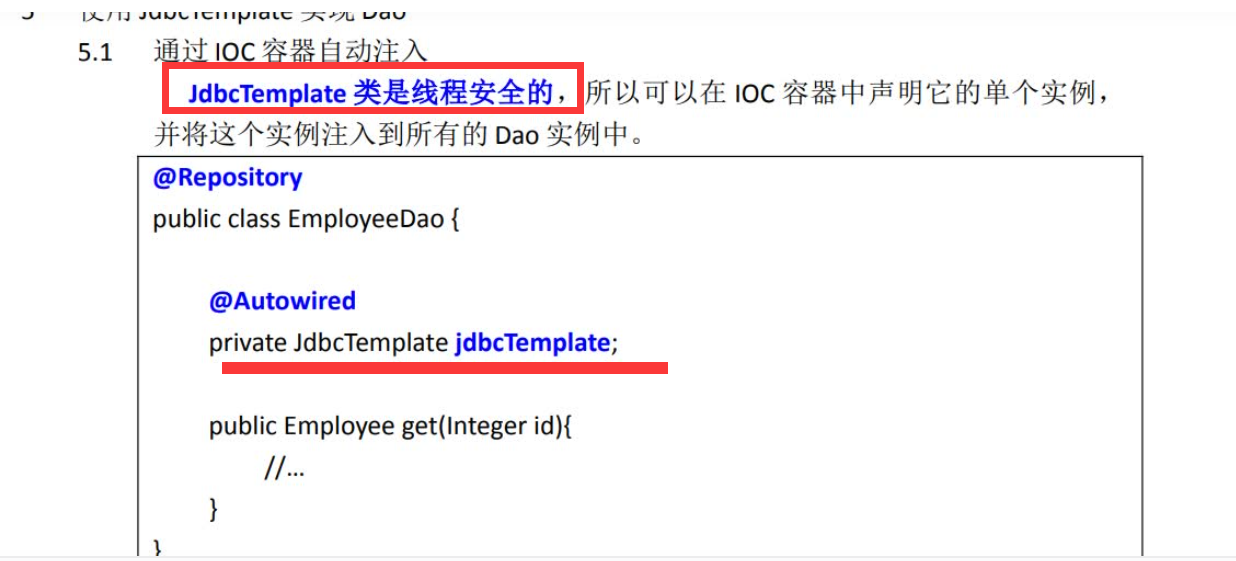 5 使用 JdbcTemplate 实现 Dao
5.1 通过 IOC 容器自动注入
JdbcTemplate 类是线程安全的，所以可以在 IOC 容器中声明它的单个实例，
并将这个实例注入到所有的 Dao 实例中。
@Repository
public class EmployeeDao {
@Autowired
private JdbcTemplate jdbcTemplate;
public Employee get(Integer id){
//…
}
}